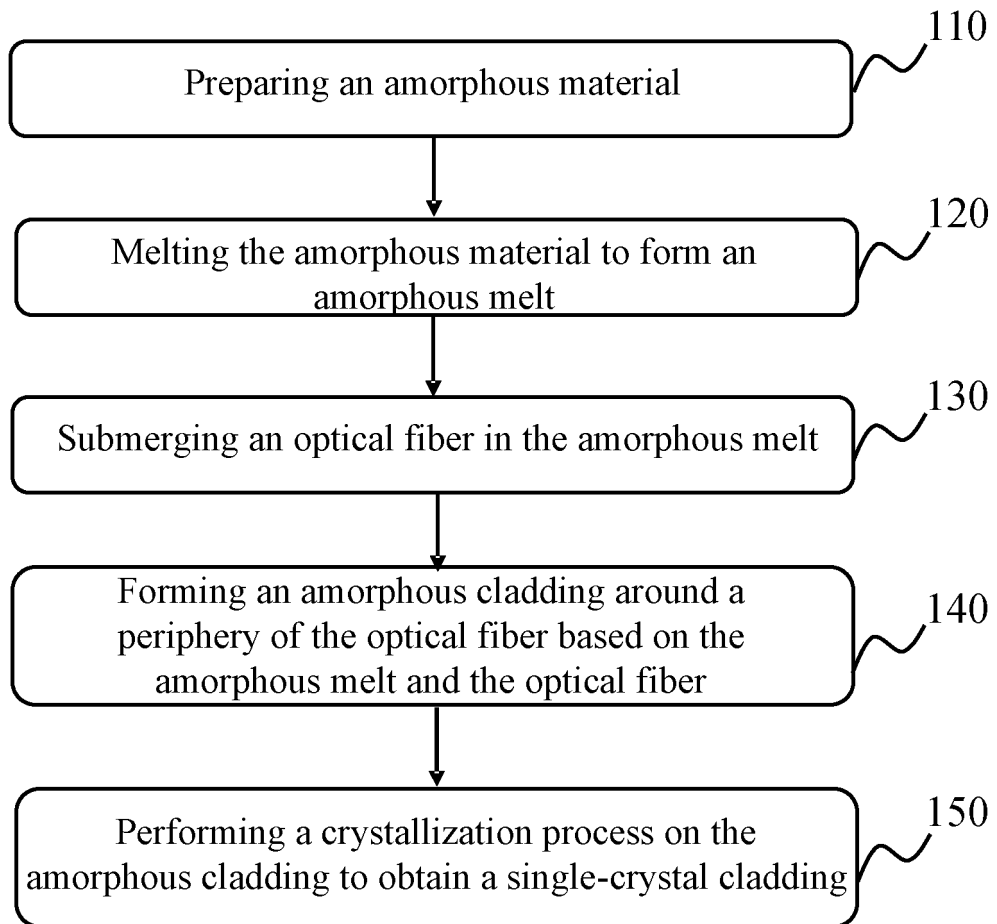 110
Preparing an amorphous material
120
Melting the amorphous material to form an
amorphous melt
130
Submerging an optical fiber in the amorphous melt
140
Forming an amorphous cladding around a
periphery of the optical fiber based on the
amorphous melt and the optical fiber
150
Performing a crystallization process on the
amorphous cladding to obtain a single-crystal cladding